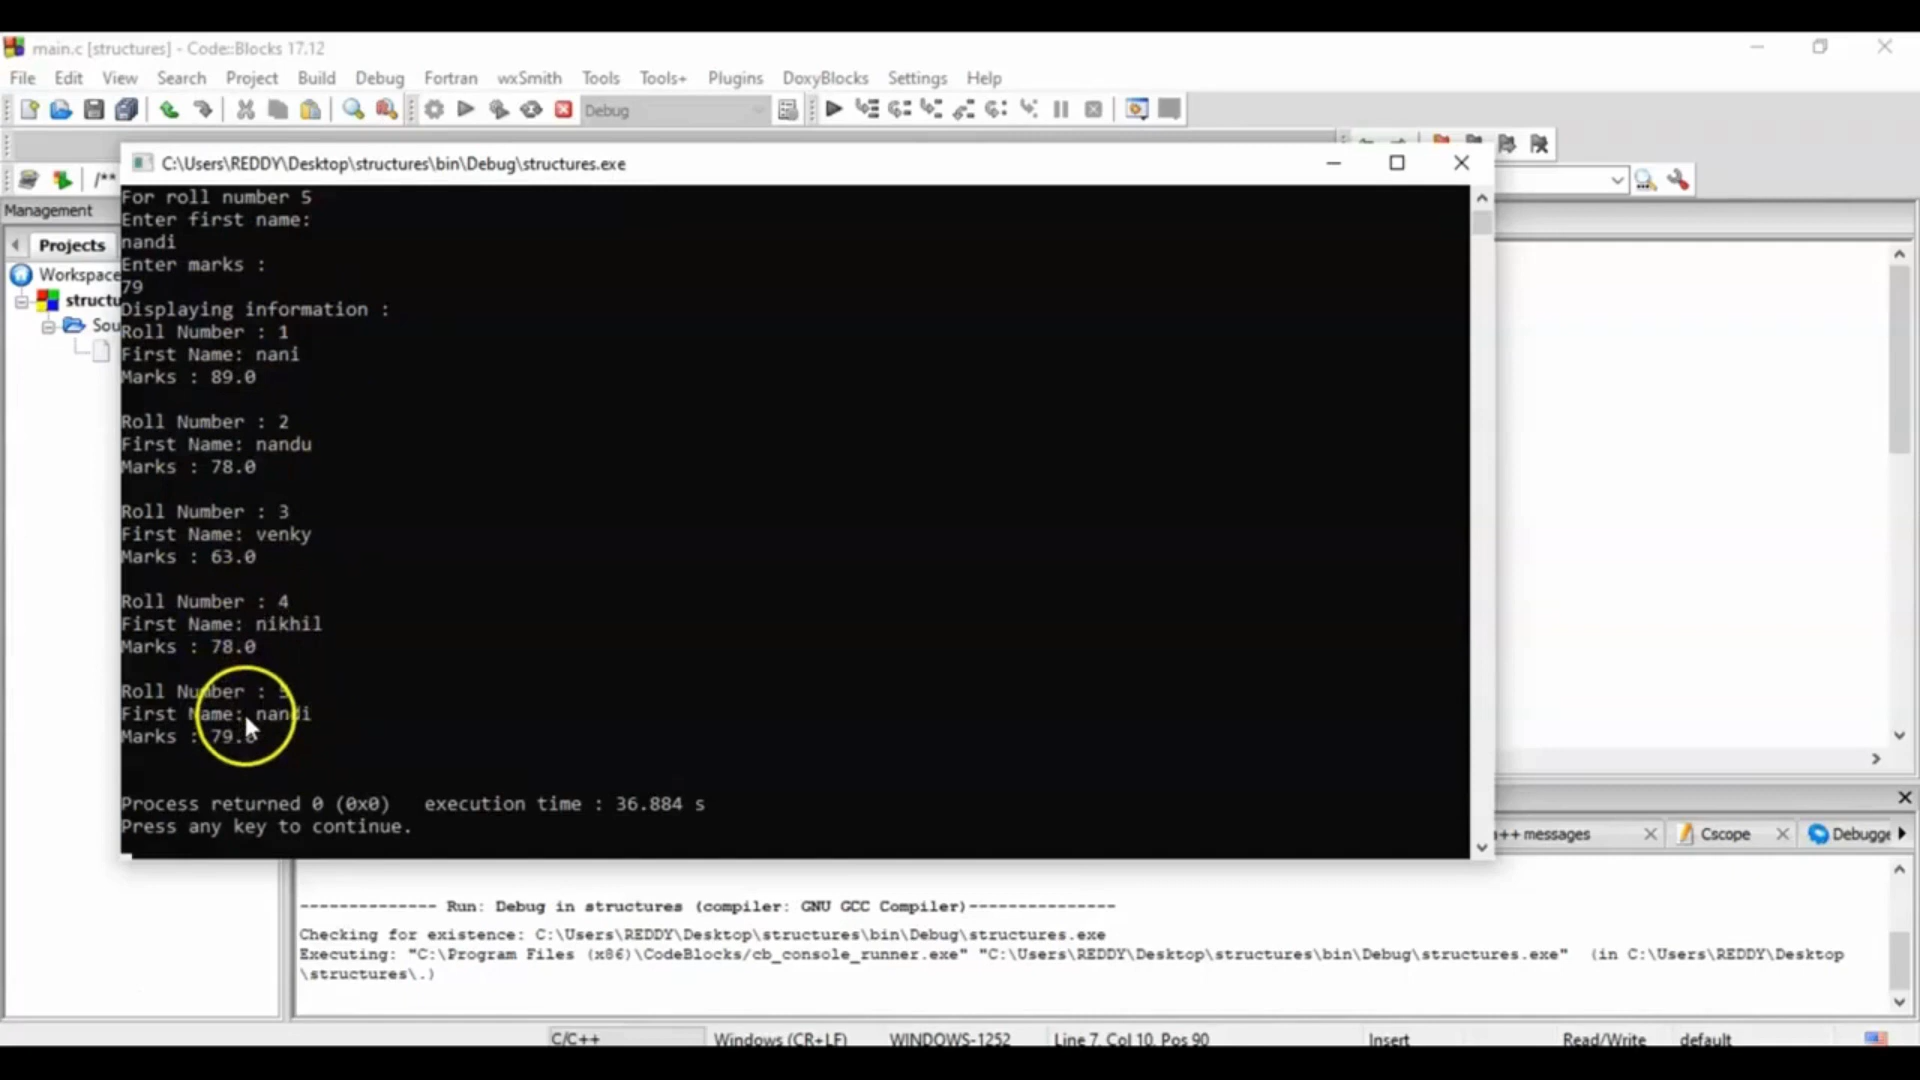 main.c [structures] - Code::Blocks 17.12
File Edit View Search Project Build Debug Fortran wxSmith Tools Tools+ Plugins DoxyBlocks Settings Help
Debug
C:\Users\REDDY\Desktop\structures\bin\Debug\structures.exe
/**
Management
Projects
Workspace
structu
Sou
For roll number 5
Enter first name:
nandi
Enter marks :
79
Displaying information :
Roll Number : 1
First Name: nani
Marks : 89.0
Roll Number : 2
First Name: nandu
Marks : 78.0
Roll Number : 3
First Name: venky
Marks : 63.0
Roll Number : 4
First Name: nikhil
Marks : 78.0
Roll Number : 5
First Name: nandi
Marks : 79.0
Process returned 0 (0x0) execution time : 36.884 s
Press any key to continue.
++ messages Cscope Debugge
-------------- Run: Debug in structures (compiler: GNU GCC Compiler)---------------
Checking for existence: C:\Users\REDDY\Desktop\structures\bin\Debug\structures.exe
Executing: "C:\Program Files (x86)\CodeBlocks/cb_console_runner.exe" "C:\Users\REDDY\Desktop\structures\bin\Debug\structures.exe" (in C:\Users\REDDY\Desktop
\structures\.)
C/C++ Windows (CR+LF) WINDOWS-1252 Line 7, Col 10, Pos 90 Insert Read/Write default